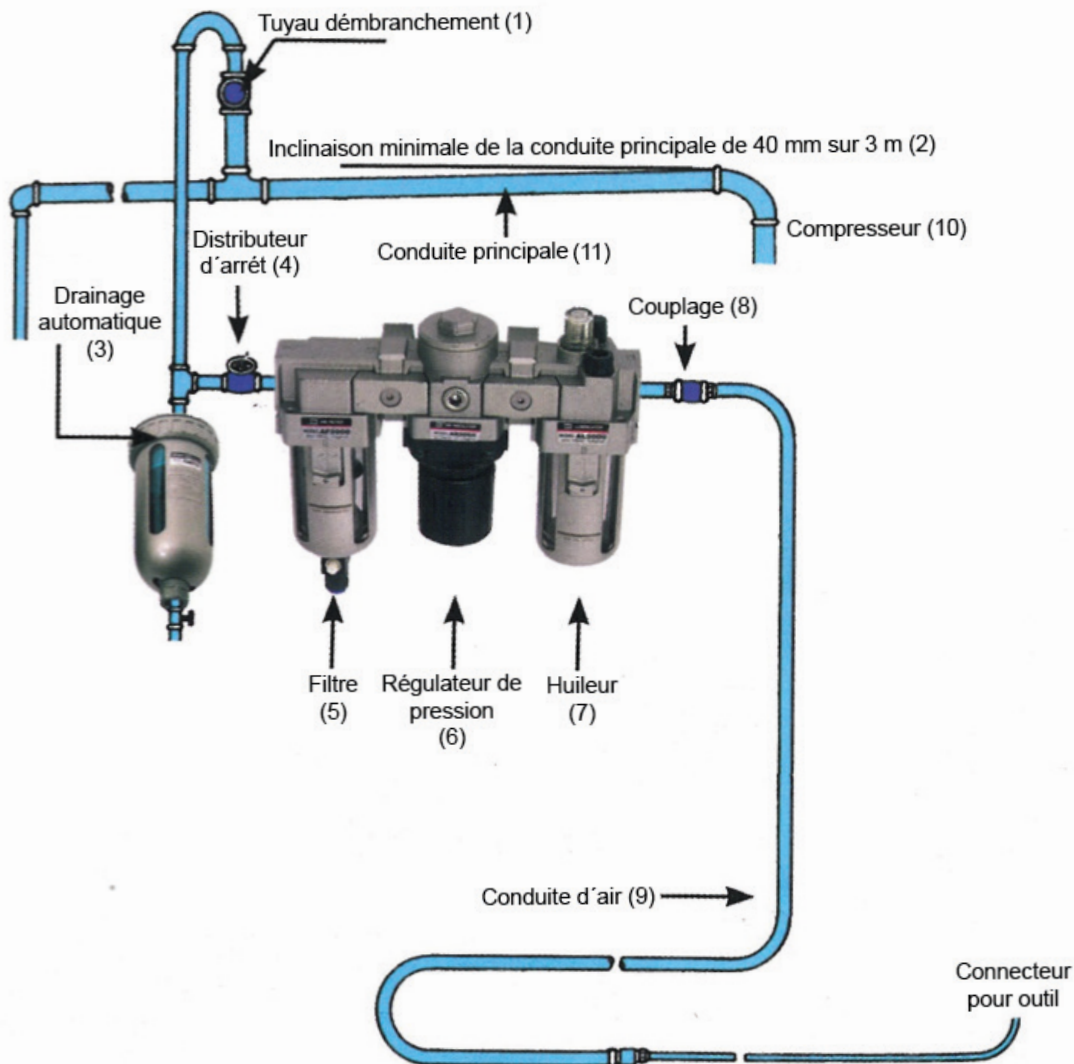 Tuyau démbranchement (1)
Inclinaison minimale de la conduite principale de 40 mm sur 3 m (2)
Compresseur (10)
Distributeur
d´arrét (4)
Conduite principale (11)
Drainage
automatique
(3)
Couplage (8)
Filtre
(5)
Régulateur de
pression
(6)
Huileur
(7)
Conduite d´air (9)
Connecteur
pour outil